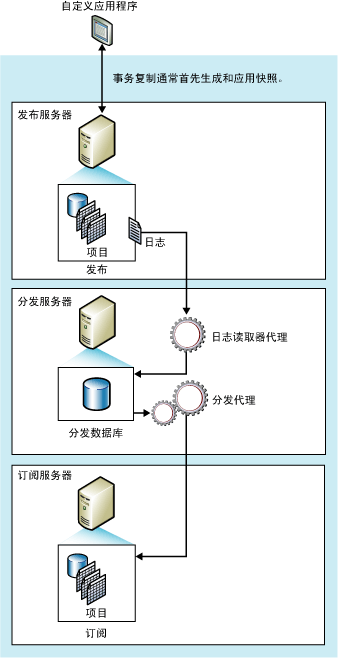 自定义应用程序
事务复制通常首先生成和应用快照。
发布服务器
项目
日志
发布
分发服务器
日志读取器代理
分发代理
分发数据库
订阅服务器
项目
订阅